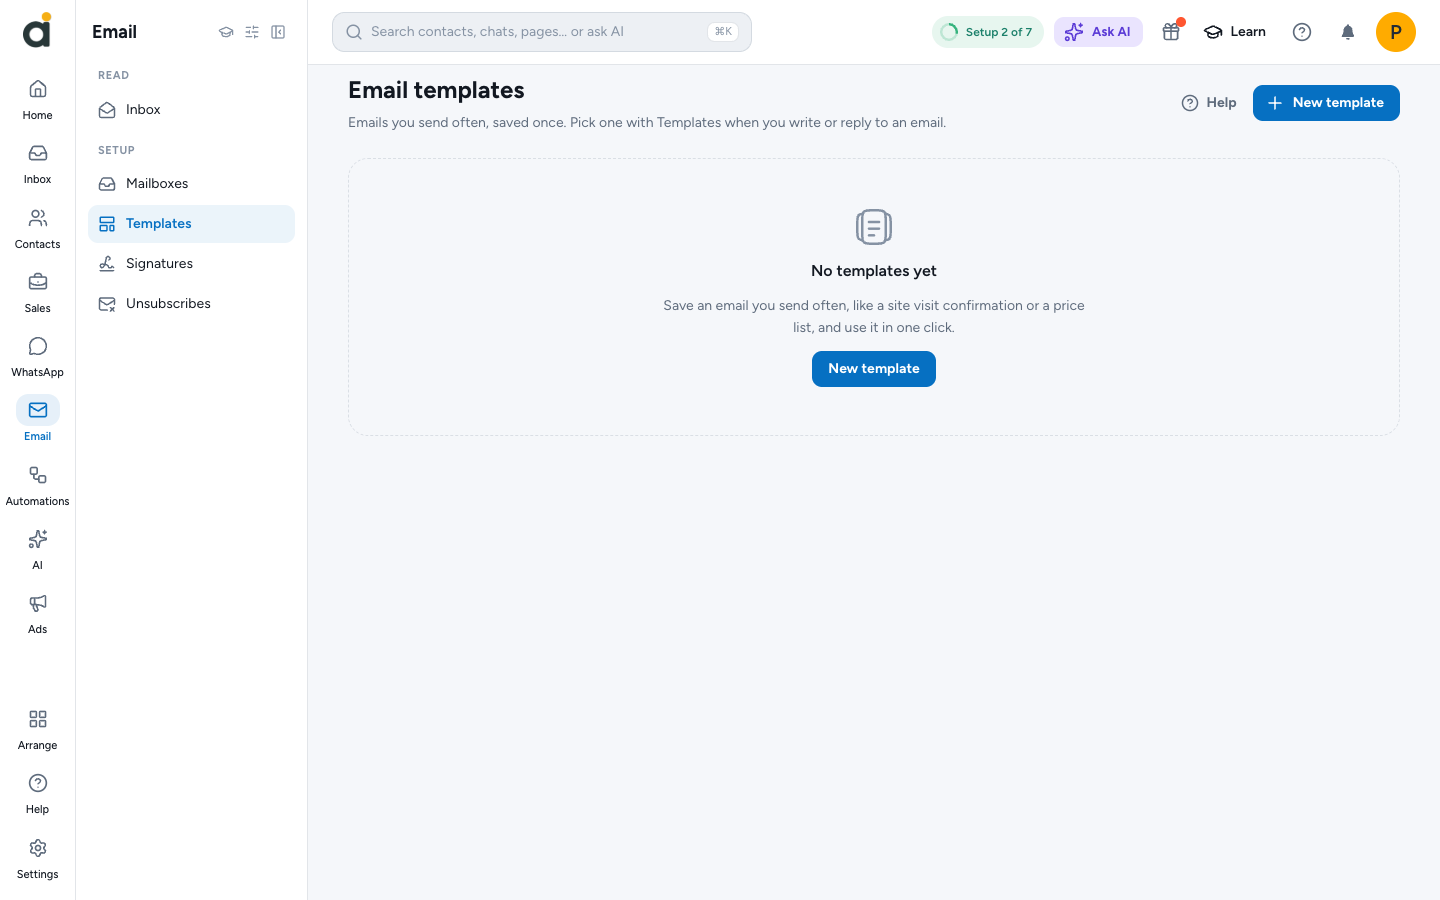 Email
Search contacts, chats, pages... or ask AI
⌘K
Setup 2 of 7
Ask AI
Learn
P
Home
Inbox
Contacts
Sales
WhatsApp
Email
Automations
AI
Ads
Arrange
Help
Settings
READ
Inbox
SETUP
Mailboxes
Templates
Signatures
Unsubscribes
Email templates
Emails you send often, saved once. Pick one with Templates when you write or reply to an email.
Help
New template
No templates yet
Save an email you send often, like a site visit confirmation or a price
list, and use it in one click.
New template